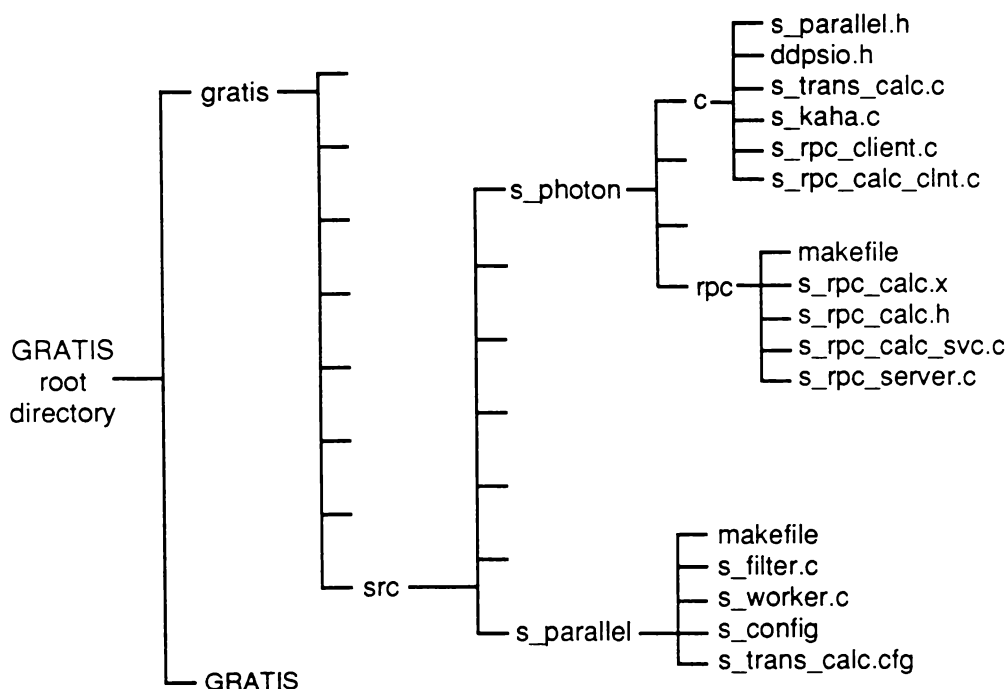 GRATIS
root
directory
gratis
GRATIS
src
s_photon
s_parallel
c
s_parallel.h
ddpsio.h
s_trans_calc.c
s_kaha.c
s_rpc_client.c
s_rpc_calc_clnt.c
rpc
makefile
s_rpc_calc.x
s_rpc_calc.h
s_rpc_calc_svc.c
s_rpc_server.c
makefile
s_filter.c
s_worker.c
s_config
s_trans_calc.cfg